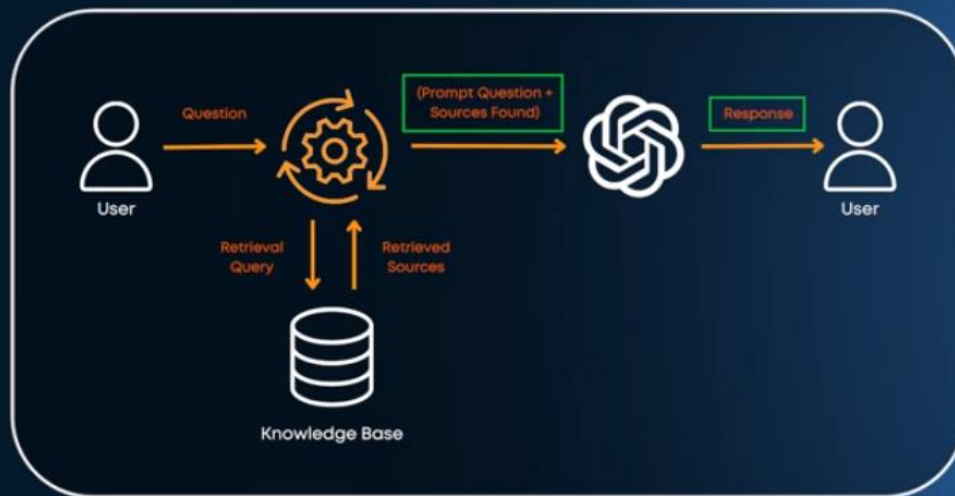 Question
(Prompt Question +
Sources Found)
Response
User
User
Retrieval
Query
Retrieved
Sources
Knowledge Base